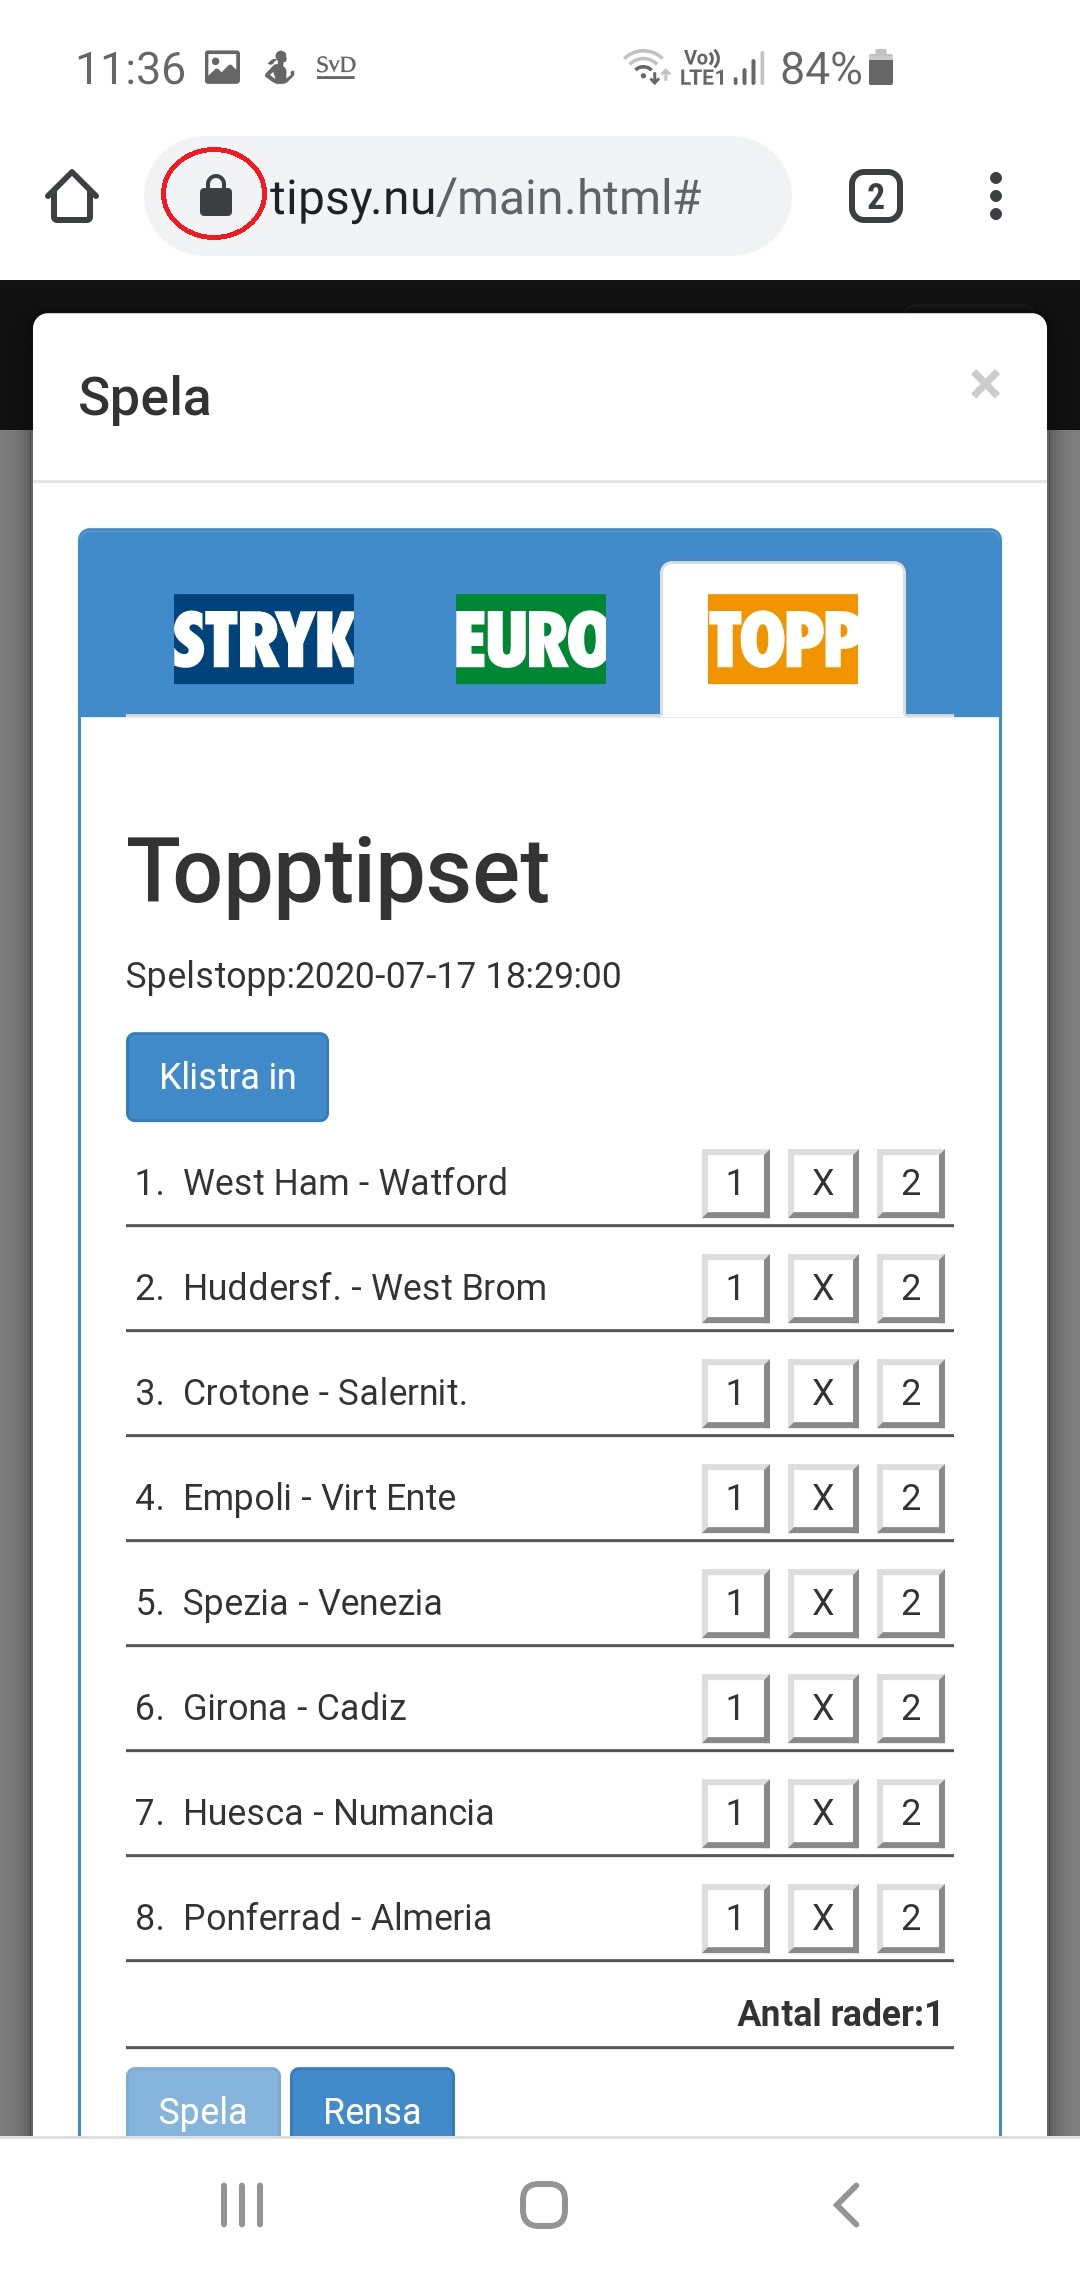 11:36 SVD Vo)) LTE1 84%
tipsy.nu/main.html# 2
Spela ×
STRYK EURO TOPP
Topptipset
Spelstopp:2020-07-17 18:29:00
Klistra in
1. West Ham - Watford 1 X 2
2. Huddersf. - West Brom 1 X 2
3. Crotone - Salernit. 1 X 2
4. Empoli - Virt Ente 1 X 2
5. Spezia - Venezia 1 X 2
6. Girona - Cadiz 1 X 2
7. Huesca - Numancia 1 X 2
8. Ponferrad - Almeria 1 X 2
Antal rader:1
Spela Rensa